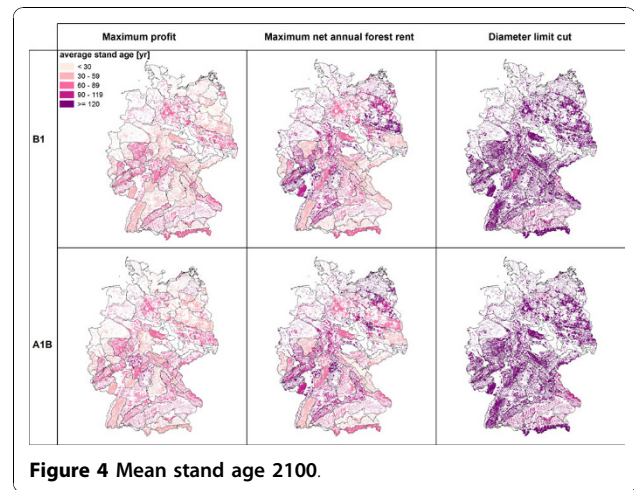 Maximum profit
Maximum net annual forest rent
Diameter limit cut
average stand age [yr]
< 30
30 - 59
60 - 89
90 - 119
>= 120
B1
A1B
Figure 4 Mean stand age 2100.